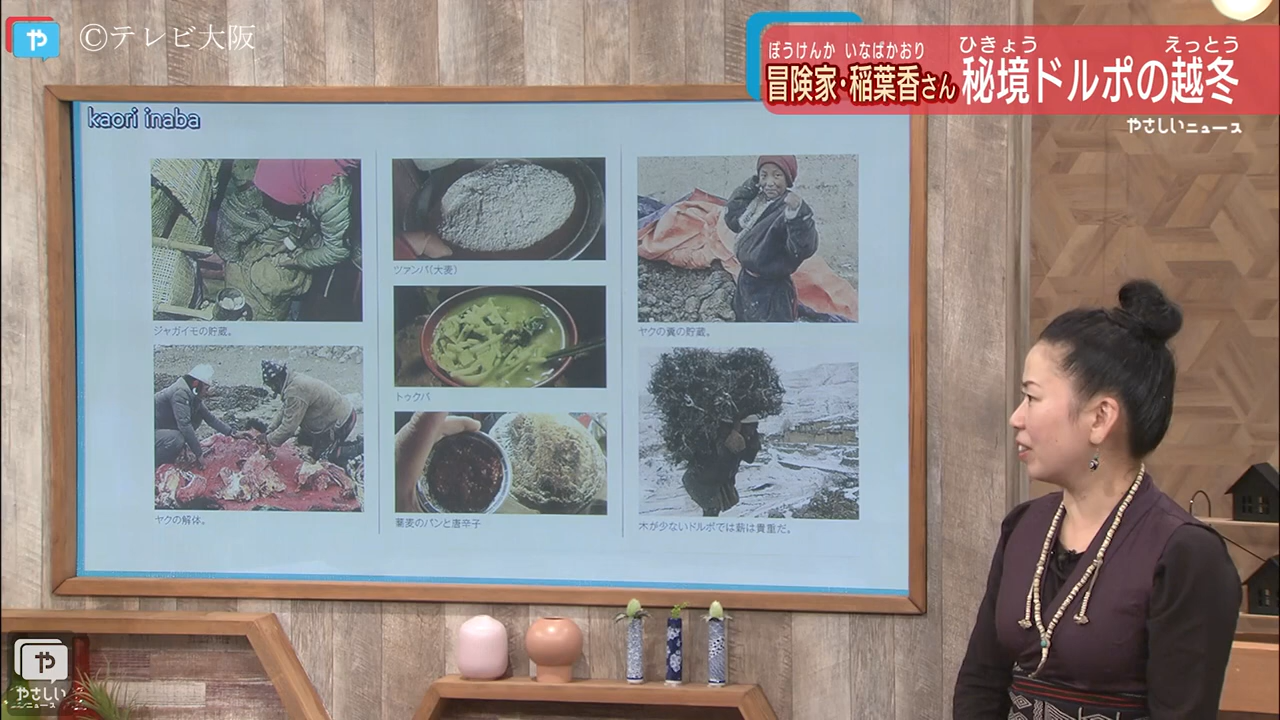 や
©テレビ大阪
ぼうけんか いなばかおり
ひきょう
えっとう
冒険家・稲葉香さん 秘境ドルポの越冬
やさしいニュース
kaori inaba
ジャガイモの貯蔵。
ヤクの解体。
ツァンパ(大麦)
トゥクパ
蕎麦のパンと唐辛子
ヤクの糞の貯蔵。
木が少ないドルポでは薪は貴重だ。
や
やさしい
ニュース